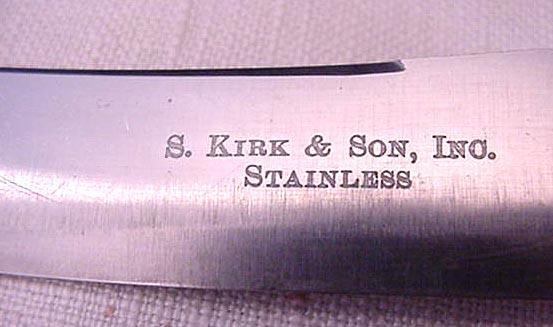 S. Kirk & Son, Inc.
Stainless